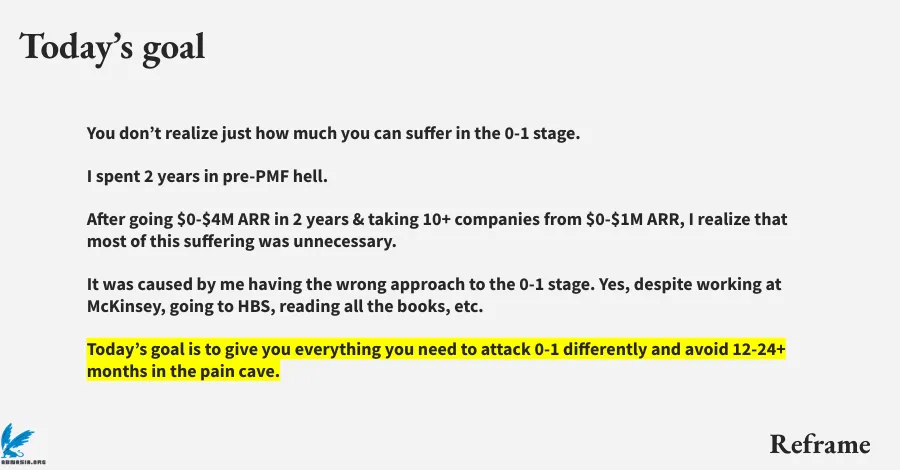 Today’s goal
You don’t realize just how much you can suffer in the 0-1 stage.
I spent 2 years in pre-PMF hell.
After going $0-$4M ARR in 2 years & taking 10+ companies from $0-$1M ARR, I realize that
most of this suffering was unnecessary.
It was caused by me having the wrong approach to the 0-1 stage. Yes, despite working at
McKinsey, going to HBS, reading all the books, etc.
Today’s goal is to give you everything you need to attack 0-1 differently and avoid 12-24+
months in the pain cave.
Reframe